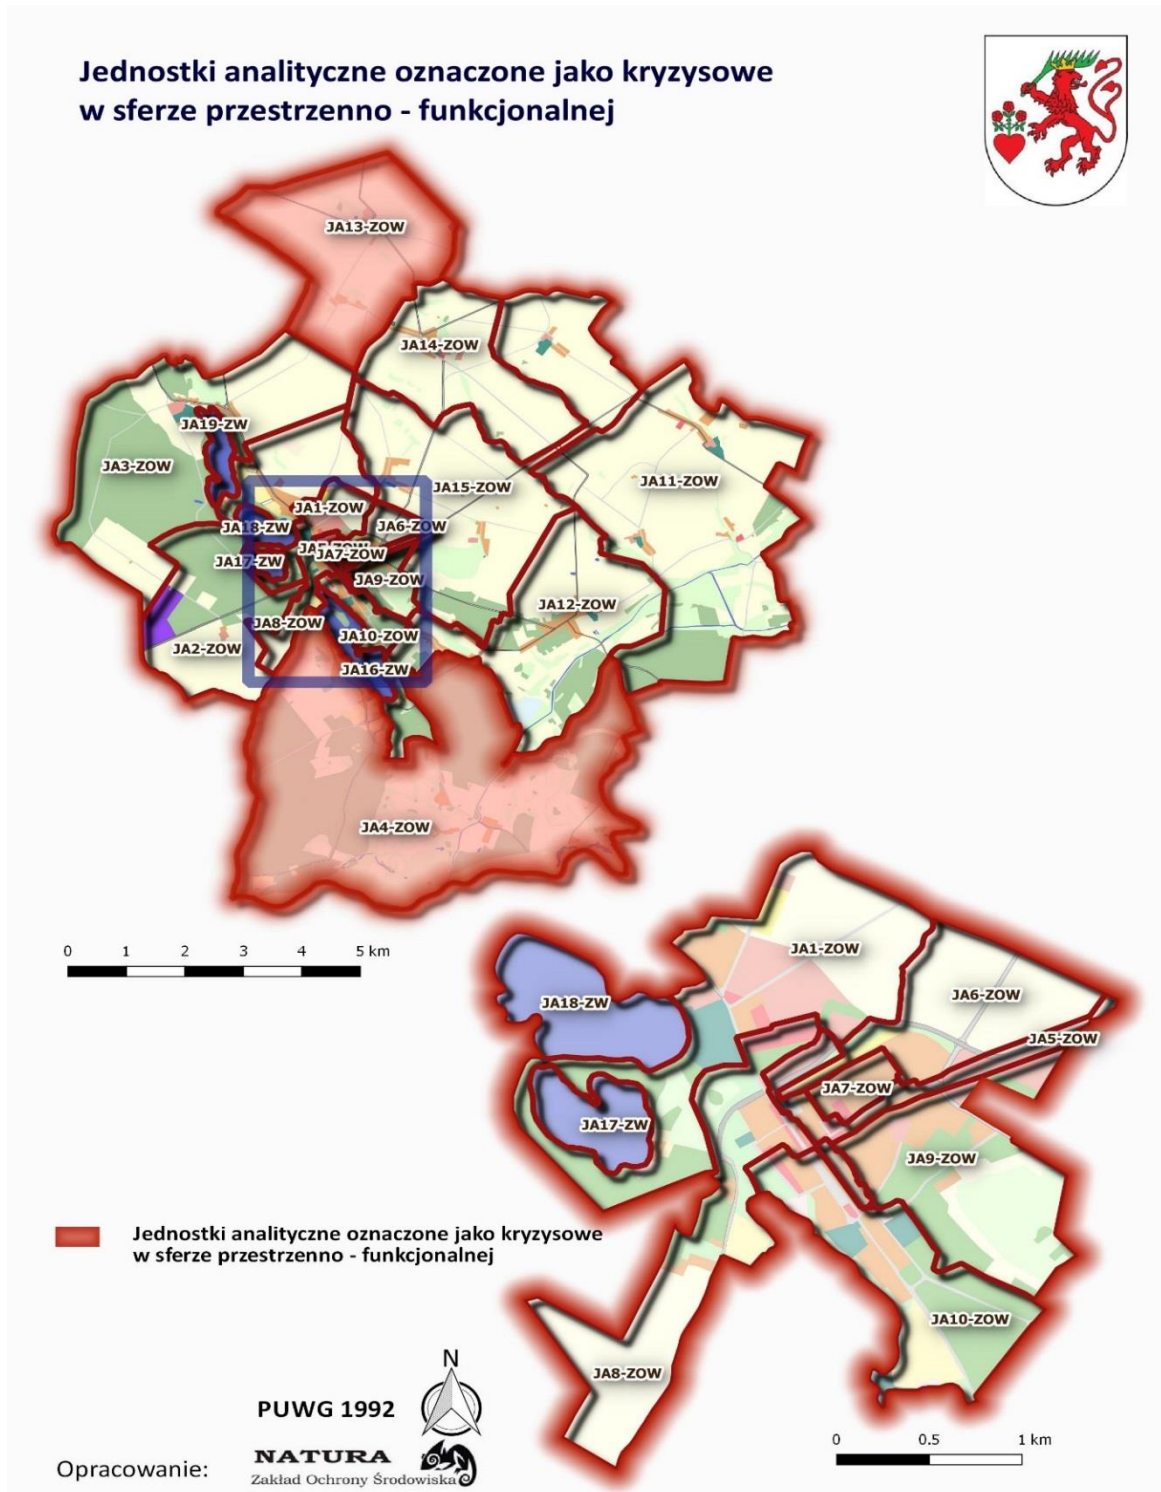 Jednostki analityczne oznaczone jako kryzysowe
w sferze przestrzenno - funkcjonalnej
JA13-ZOW
JA14-ZOW
JA19-ZW
JA3-ZOW
JA15-ZOW
JA11-ZOW
JA1-ZOW
JA18-ZW
JA6-ZOW
JA7-ZOW
JA17-ZW
JA9-ZOW
JA12-ZOW
JA8-ZOW
JA10-ZOW
JA2-ZOW
JA16-ZW
JA4-ZOW
0 1 2 3 4 5 km
JA1-ZOW
JA18-ZW
JA6-ZOW
JA5-ZOW
JA7-ZOW
JA17-ZW
JA9-ZOW
JA10-ZOW
JA8-ZOW
Jednostki analityczne oznaczone jako kryzysowe
w sferze przestrzenno - funkcjonalnej
N
PUWG 1992
0 0.5 1 km
Opracowanie:
NATURA
Zakład Ochrony Środowiska